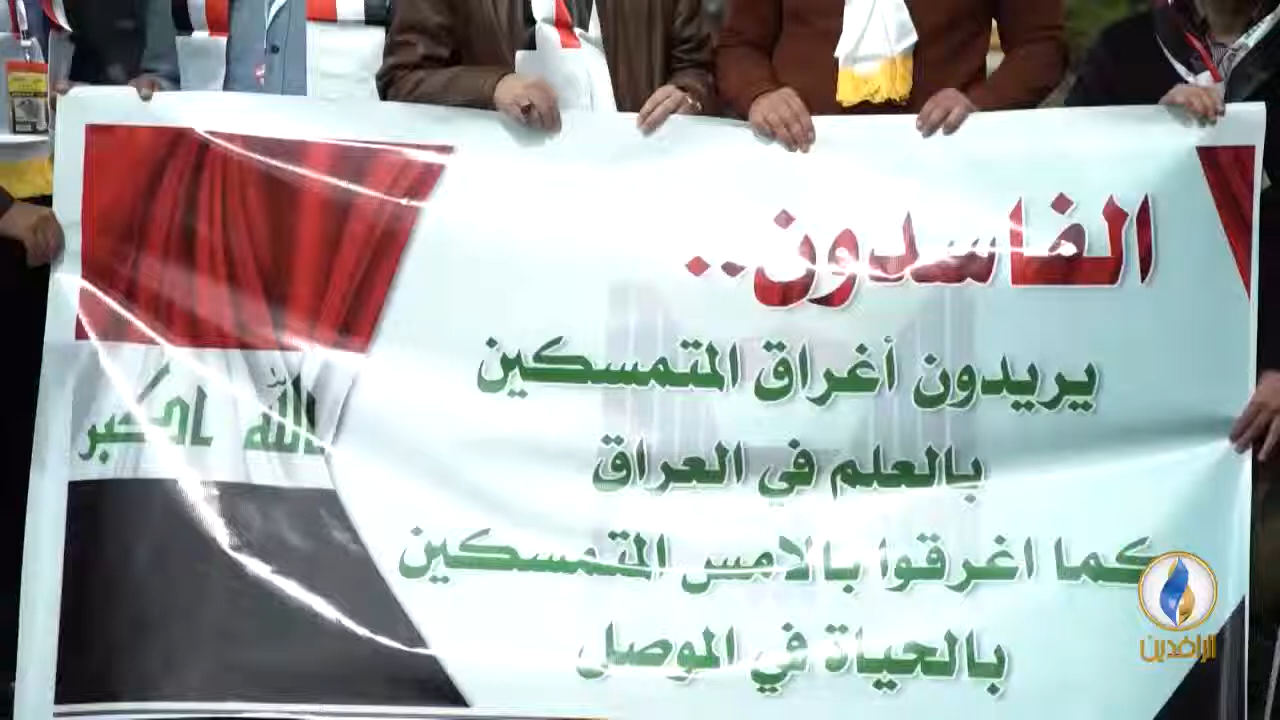 الفاسدون..
يريدون أغراق المتمسكين
بالعلم في العراق
كما اغرقوا بالامس المتمسكين
بالحياة في الموصل
الله اكبر
الرافدين